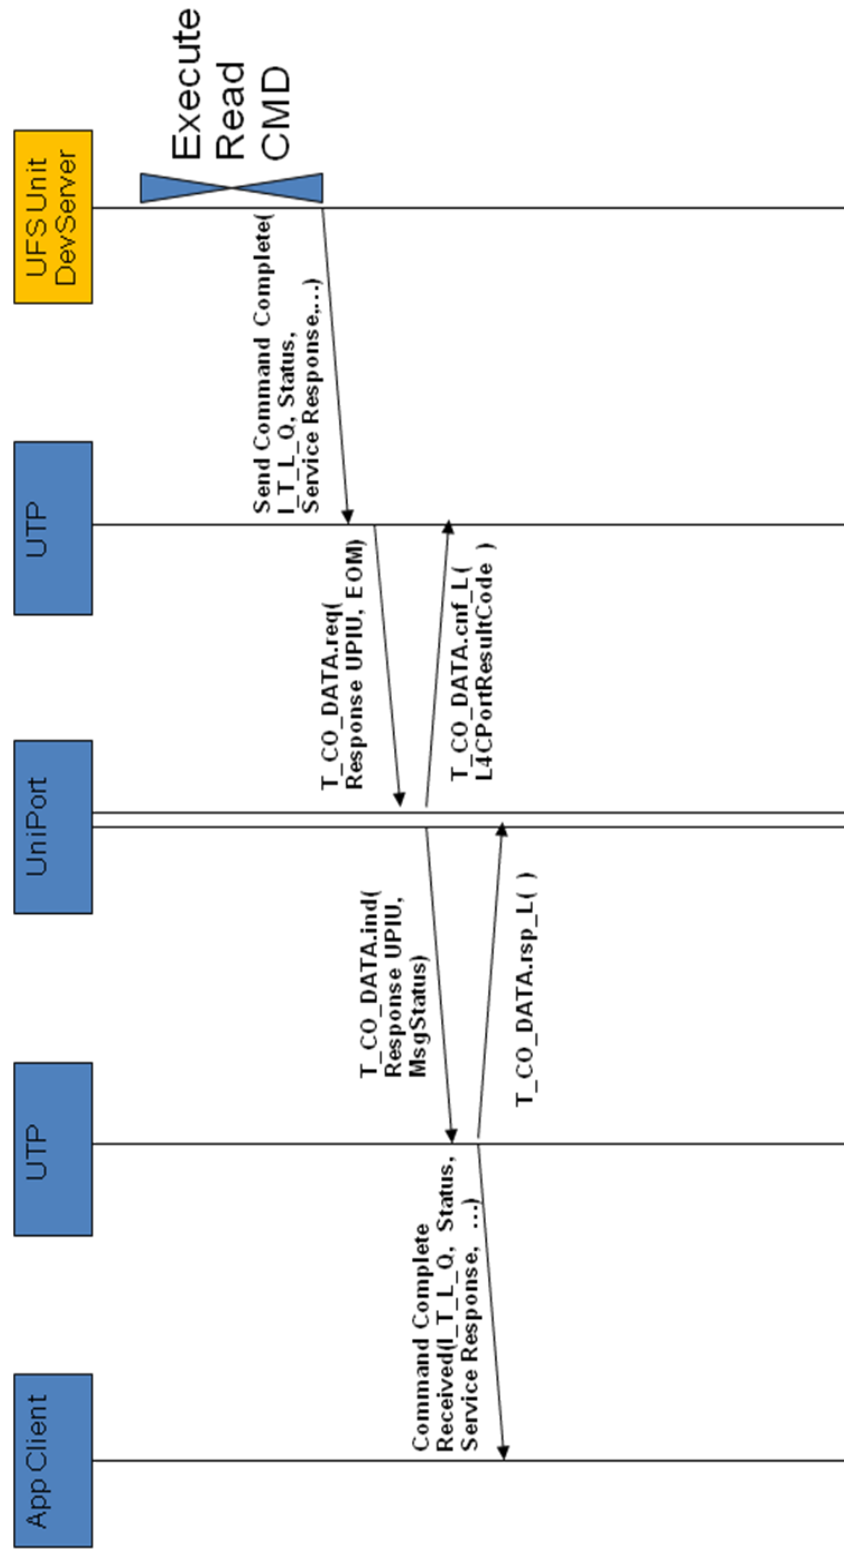 App Client
UTP
UniPort
UTP
UFS Unit
DevServer
Execute
Read
CMD
Send Command Complete(
I_T_L_Q, Status,
Service Response,...)
T_CO_DATA.req(
Response UPIU, EOM)
T_CO_DATA.cnf_L(
L4CPortResultCode )
T_CO_DATA.ind(
Response UPIU,
MsgStatus)
T_CO_DATA.rsp_L( )
Command Complete
Received(I_T_L_Q, Status,
Service Response, ...)